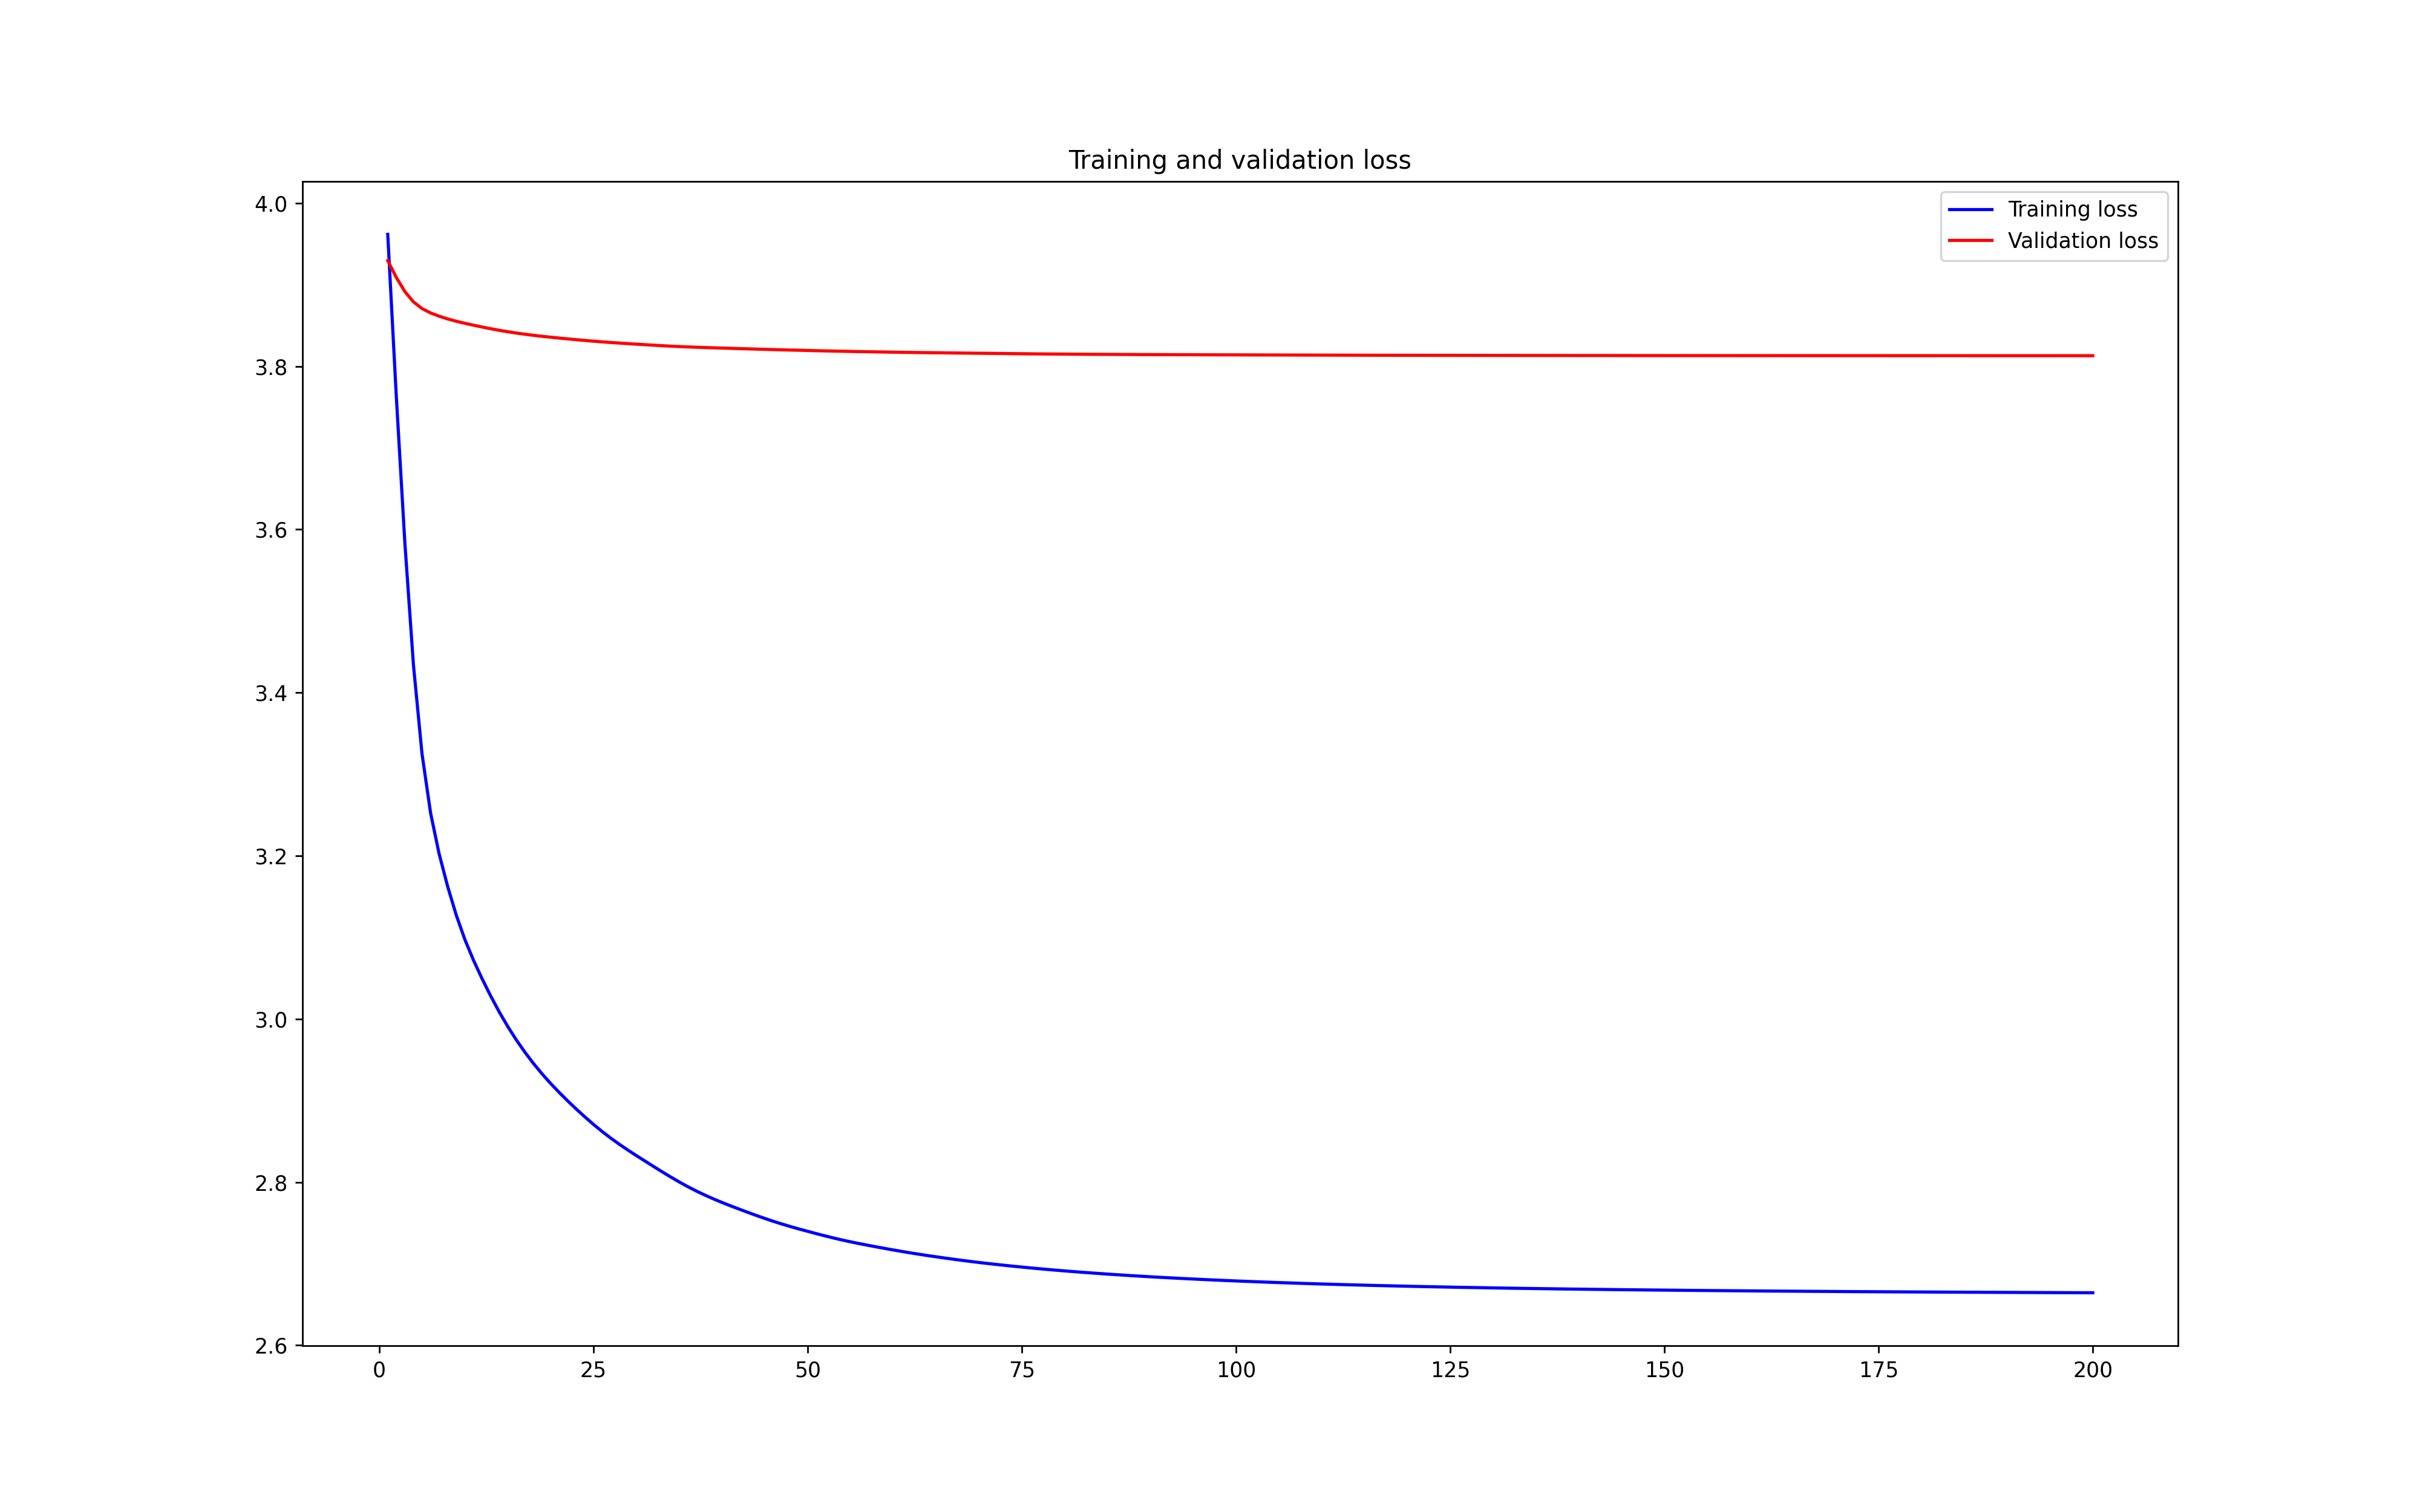 Training and validation loss
Training loss
Validation loss
4.0
3.8
3.6
3.4
3.2
3.0
2.8
2.6
0 25 50 75 100 125 150 175 200